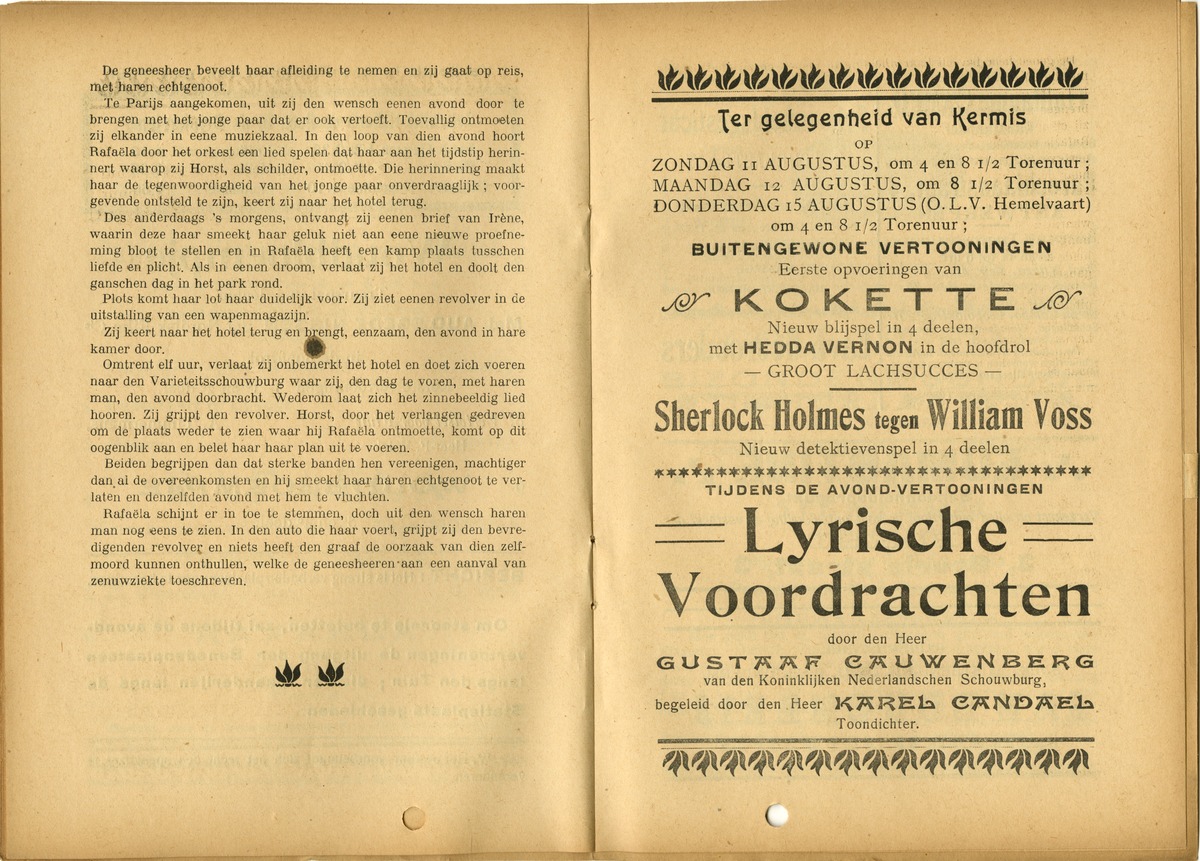 De geneesheer beveelt haar afleiding te nemen en zij gaat op reis,
met haren echtgenoot.
Te Parijs aangekomen, uit zij den wensch eenen avond door te
brengen met het jonge paar dat er ook vertoeft. Toevallig ontmoeten
zij elkander in eene muziekzaal. In den loop van dien avond hoort
Rafaëla door het orkest een lied spelen dat haar aan het tijdstip herin-
nert waarop zij Horst, als schilder, ontmoette. Die herinnering maakt
haar de tegenwoordigheid van het jonge paar onverdraaglijk ; voor-
gevende ontsteld te zijn, keert zij naar het hotel terug.
Des anderdaags 's morgens, ontvangt zij eenen brief van Irène,
waarin deze haar smeekt haar geluk niet aan eene nieuwe proefne-
ming bloot te stellen en in Rafaëla heeft een kamp plaats tusschen
liefde en plicht. Als in eenen droom, verlaat zij het hotel en doolt den
ganschen dag in het park rond.
Plots komt haar lot haar duidelijk voor. Zij ziet eenen revolver in de
uitstalling van een wapenmagazijn.
Zij keert naar het hotel terug en brengt, eenzaam, den avond in hare
kamer door.
Omtrent elf uur, verlaat zij onbemerkt het hotel en doet zich voeren
naar den Varieteitsschouwburg waar zij, den dag te voren, met haren
man, den avond doorbracht. Wederom laat zich het zinnebeeldig lied
hooren. Zij grijpt den revolver. Horst, door het verlangen gedreven
om de plaats weder te zien waar hij Rafaëla ontmoette, komt op dit
oogenblik aan en belet haar haar plan uit te voeren.
Beiden begrijpen dan dat sterke banden hen vereenigen, machtiger
dan al de overeenkomsten en hij smeekt haar haren echtgenoot te ver-
laten en denzelfden avond met hem te vluchten.
Rafaëla schijnt er in toe te stemmen, doch uit den wensch haren
man nog eens te zien. In den auto die haar voert, grijpt zij den bevre-
digenden revolver en niets heeft den graaf de oorzaak van dien zelf-
moord kunnen onthullen, welke de geneesheeren aan een aanval van
zenuwziekte toeschreven.
Ter gelegenheid van Kermis
OP
ZONDAG 11 AUGUSTUS, om 4 en 8 1/2 Torenuur ;
MAANDAG 12 AUGUSTUS, om 8 1/2 Torenuur ;
DONDERDAG 15 AUGUSTUS (O. L. V. Hemelvaart)
om 4 en 8 1/2 Torenuur ;
BUITENGEWONE VERTOONINGEN
Eerste opvoeringen van
KOKETTE
Nieuw blijspel in 4 deelen,
met HEDDA VERNON in de hoofdrol
— GROOT LACHSUCCES —
Sherlock Holmes tegen William Voss
Nieuw detektievenspel in 4 deelen
TIJDENS DE AVOND-VERTOONINGEN
Lyrische
Voordrachten
door den Heer
GUSTAAF CAUWENBERG
van den Koninklijken Nederlandschen Schouwburg,
begeleid door den Heer KAREL CANDAEL
Toondichter.